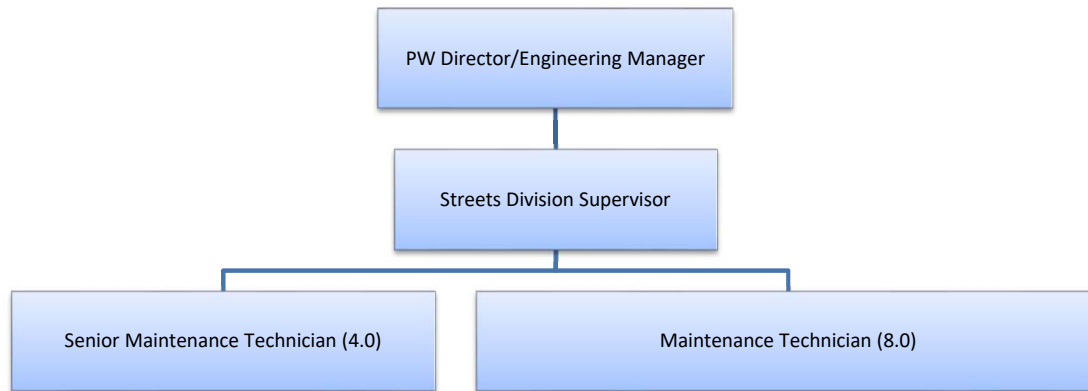 PW Director/Engineering Manager
Streets Division Supervisor
Senior Maintenance Technician (4.0)
Maintenance Technician (8.0)